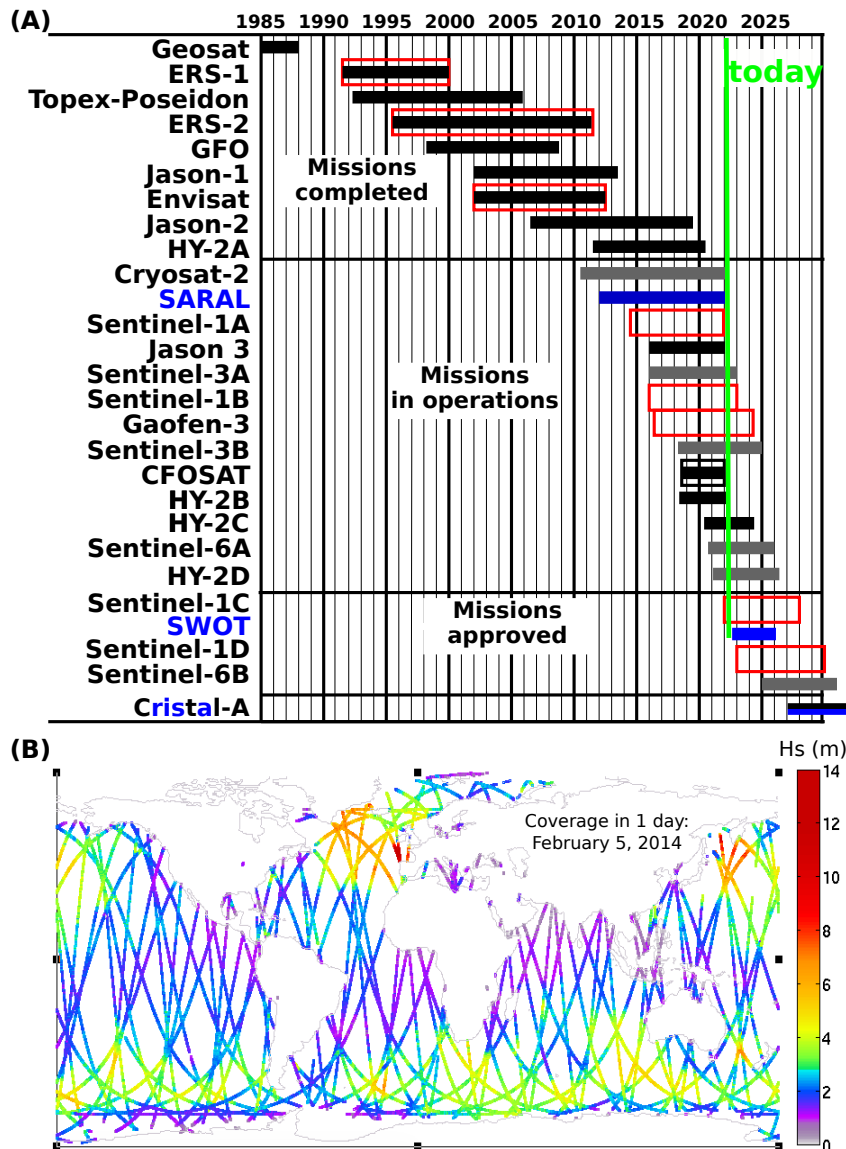 (A)
1985 1990 1995 2000 2005 2010 2015 2020 2025
Geosat
today
ERS-1
Topex-Poseidon
ERS-2
GFO
Missions
completed
Jason-1
Envisat
Jason-2
HY-2A
Cryosat-2
SARAL
Sentinel-1A
Jason 3
Sentinel-3A
Missions
in operations
Sentinel-1B
Gaofen-3
Sentinel-3B
CFOSAT
HY-2B
HY-2C
Sentinel-6A
HY-2D
Sentinel-1C
Missions
approved
SWOT
Sentinel-1D
Sentinel-6B
Cristal-A
(B)
Hs (m)
Coverage in 1 day:
February 5, 2014
14
12
10
8
6
4
2
0